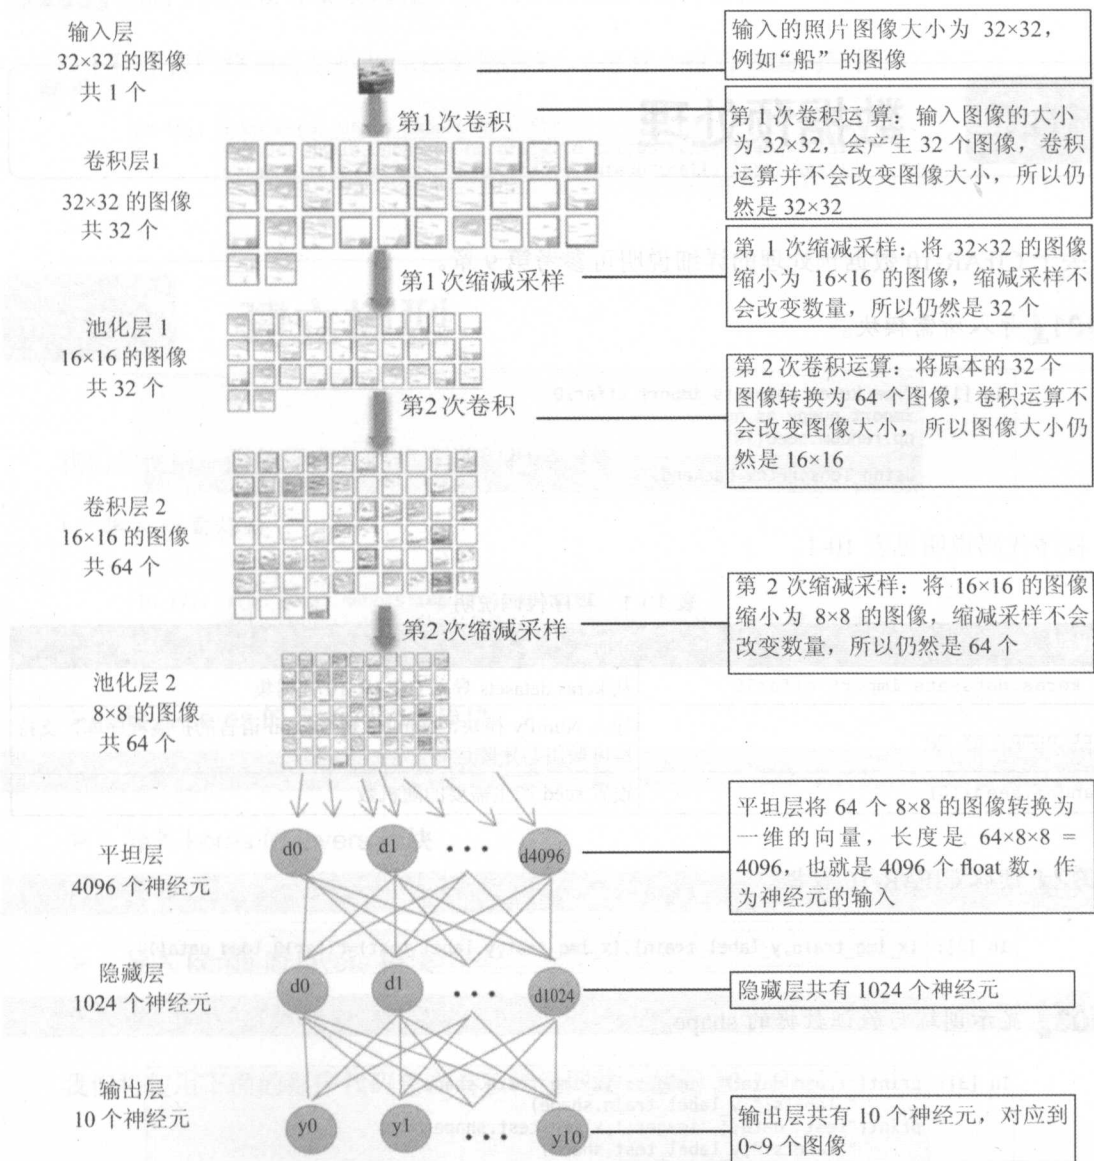 输入层
32×32 的图像
共 1 个
输入的照片图像大小为 32×32，
例如“船”的图像
第1次卷积
第 1 次卷积运算：输入图像的大小
为 32×32，会产生 32 个图像，卷积
运算并不会改变图像大小，所以仍
然是 32×32
卷积层1
32×32 的图像
共 32 个
第1次缩减采样
第 1 次缩减采样：将 32×32 的图像
缩小为 16×16 的图像，缩减采样不
会改变数量，所以仍然是 32 个
池化层 1
16×16 的图像
共 32 个
第2次卷积
第 2 次卷积运算：将原本的 32 个
图像转换为 64 个图像，卷积运算不
会改变图像大小，所以图像大小仍
然是 16×16
卷积层 2
16×16 的图像
共 64 个
第2次缩减采样
第 2 次缩减采样：将 16×16 的图像
缩小为 8×8 的图像，缩减采样不会
改变数量，所以仍然是 64 个
池化层 2
8×8 的图像
共 64 个
平坦层
4096 个神经元
d0 d1 ••• d4096
平坦层将 64 个 8×8 的图像转换为
一维的向量，长度是 64×8×8 =
4096，也就是 4096 个 float 数，作
为神经元的输入
隐藏层
1024 个神经元
d0 d1 ••• d1024
隐藏层共有 1024 个神经元
输出层
10 个神经元
y0 y1 ••• y10
输出层共有 10 个神经元，对应到
0~9 个图像